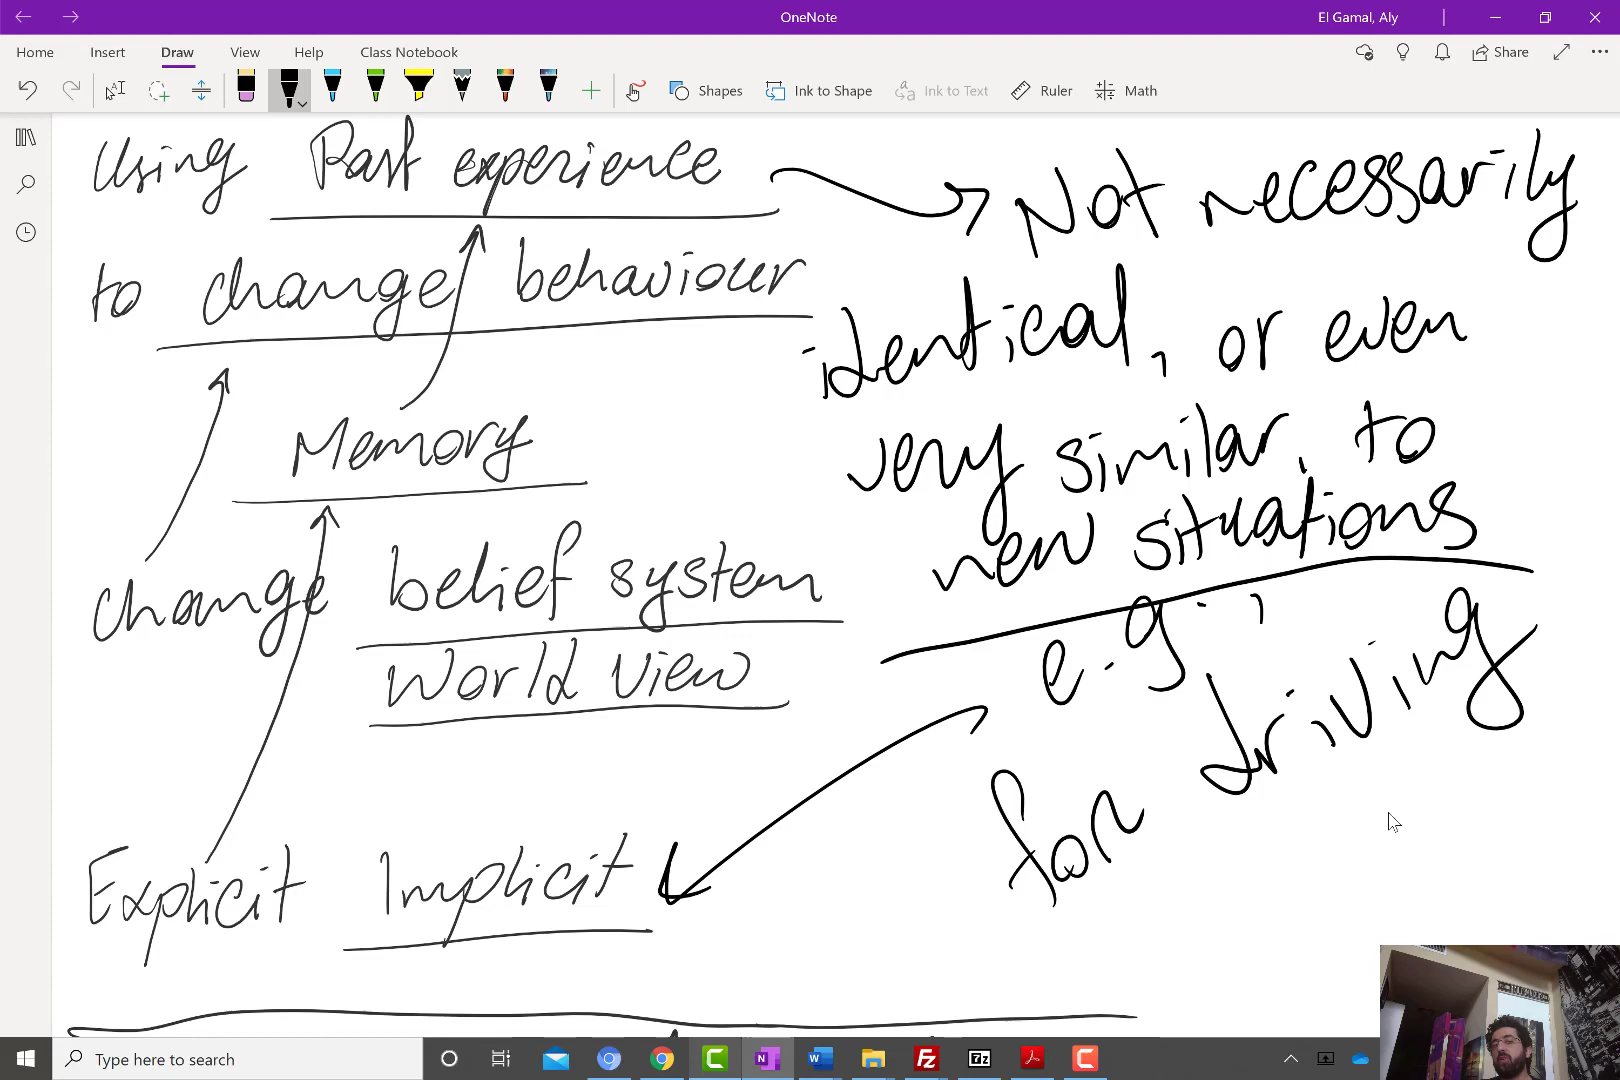 OneNote
El Gamal, Aly
Home Insert Draw View Help Class Notebook
Share
Shapes Ink to Shape Ink to Text Ruler Math
Using Past experience
to change behaviour
Memory
change belief system
World view
Explicit Implicit
Not necessarily
identical, or even
very similar, to
new situations
e.g.,
for driving
Type here to search